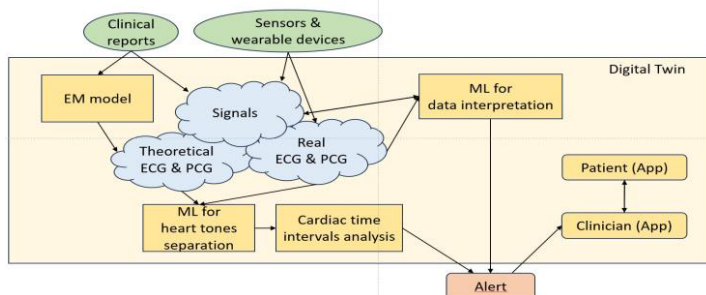 Clinical
reports
Sensors &
wearable devices
Digital Twin
EM model
Signals
ML for
data interpretation
Theoretical
ECG & PCG
Real
ECG & PCG
Patient (App)
ML for
heart tones
separation
Cardiac time
intervals analysis
Clinician (App)
Alert